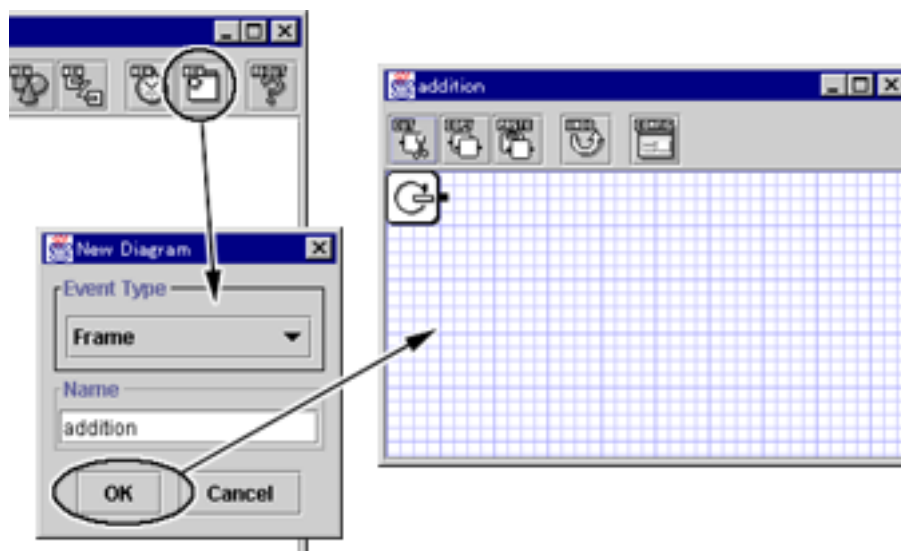 addition
New Diagram
Event Type
Frame
Name
addition
OK
Cancel